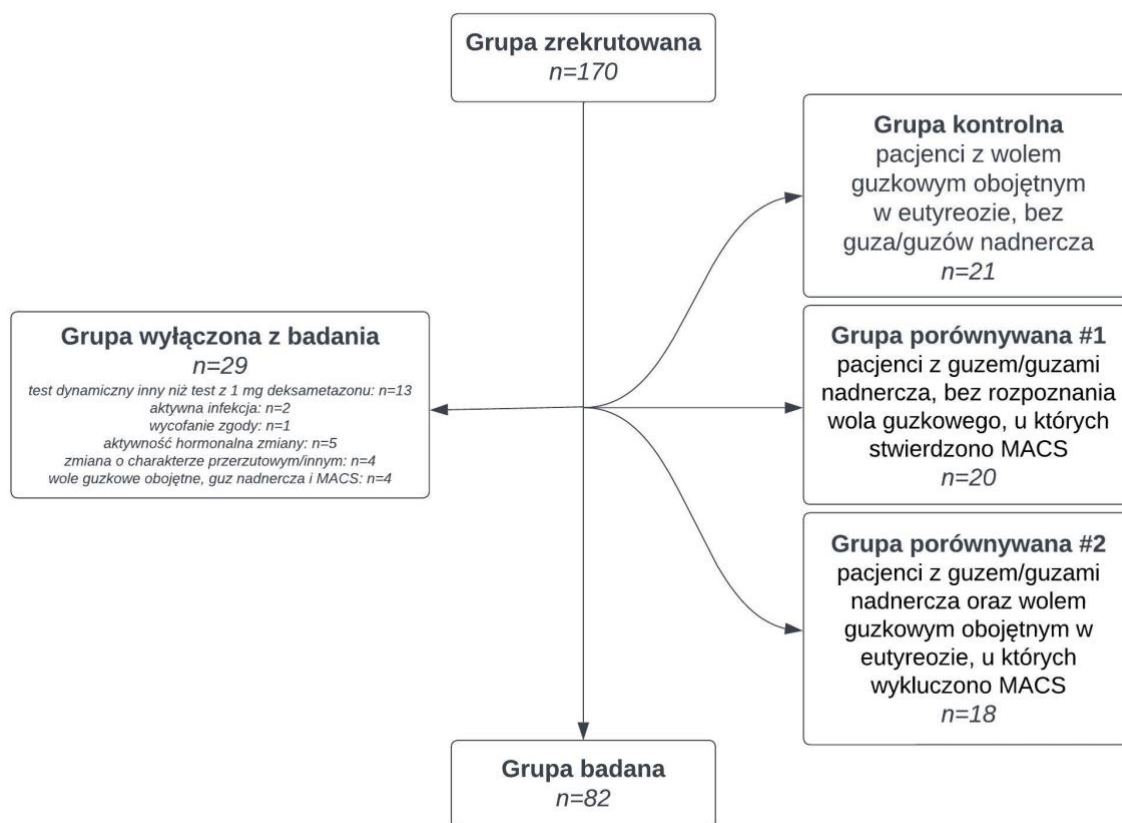 Grupa zrekrutowana
n=170
Grupa kontrolna
pacjenci z wolem
guzkowym obojętnym
w eutyreozie, bez
guza/guzów nadnercza
n=21
Grupa wyłączona z badania
n=29
test dynamiczny inny niż test z 1 mg deksametazonu: n=13
aktywna infekcja: n=2
wycofanie zgody: n=1
aktywność hormonalna zmiany: n=5
zmiana o charakterze przerzutowym/innym: n=4
wole guzkowe obojętne, guz nadnercza i MACS: n=4
Grupa porównywana #1
pacjenci z guzem/guzami
nadnercza, bez rozpoznania
wola guzkowego, u których
stwierdzono MACS
n=20
Grupa porównywana #2
pacjenci z guzem/guzami
nadnercza oraz wolem
guzkowym obojętnym w
eutyreozie, u których
wykluczono MACS
n=18
Grupa badana
n=82